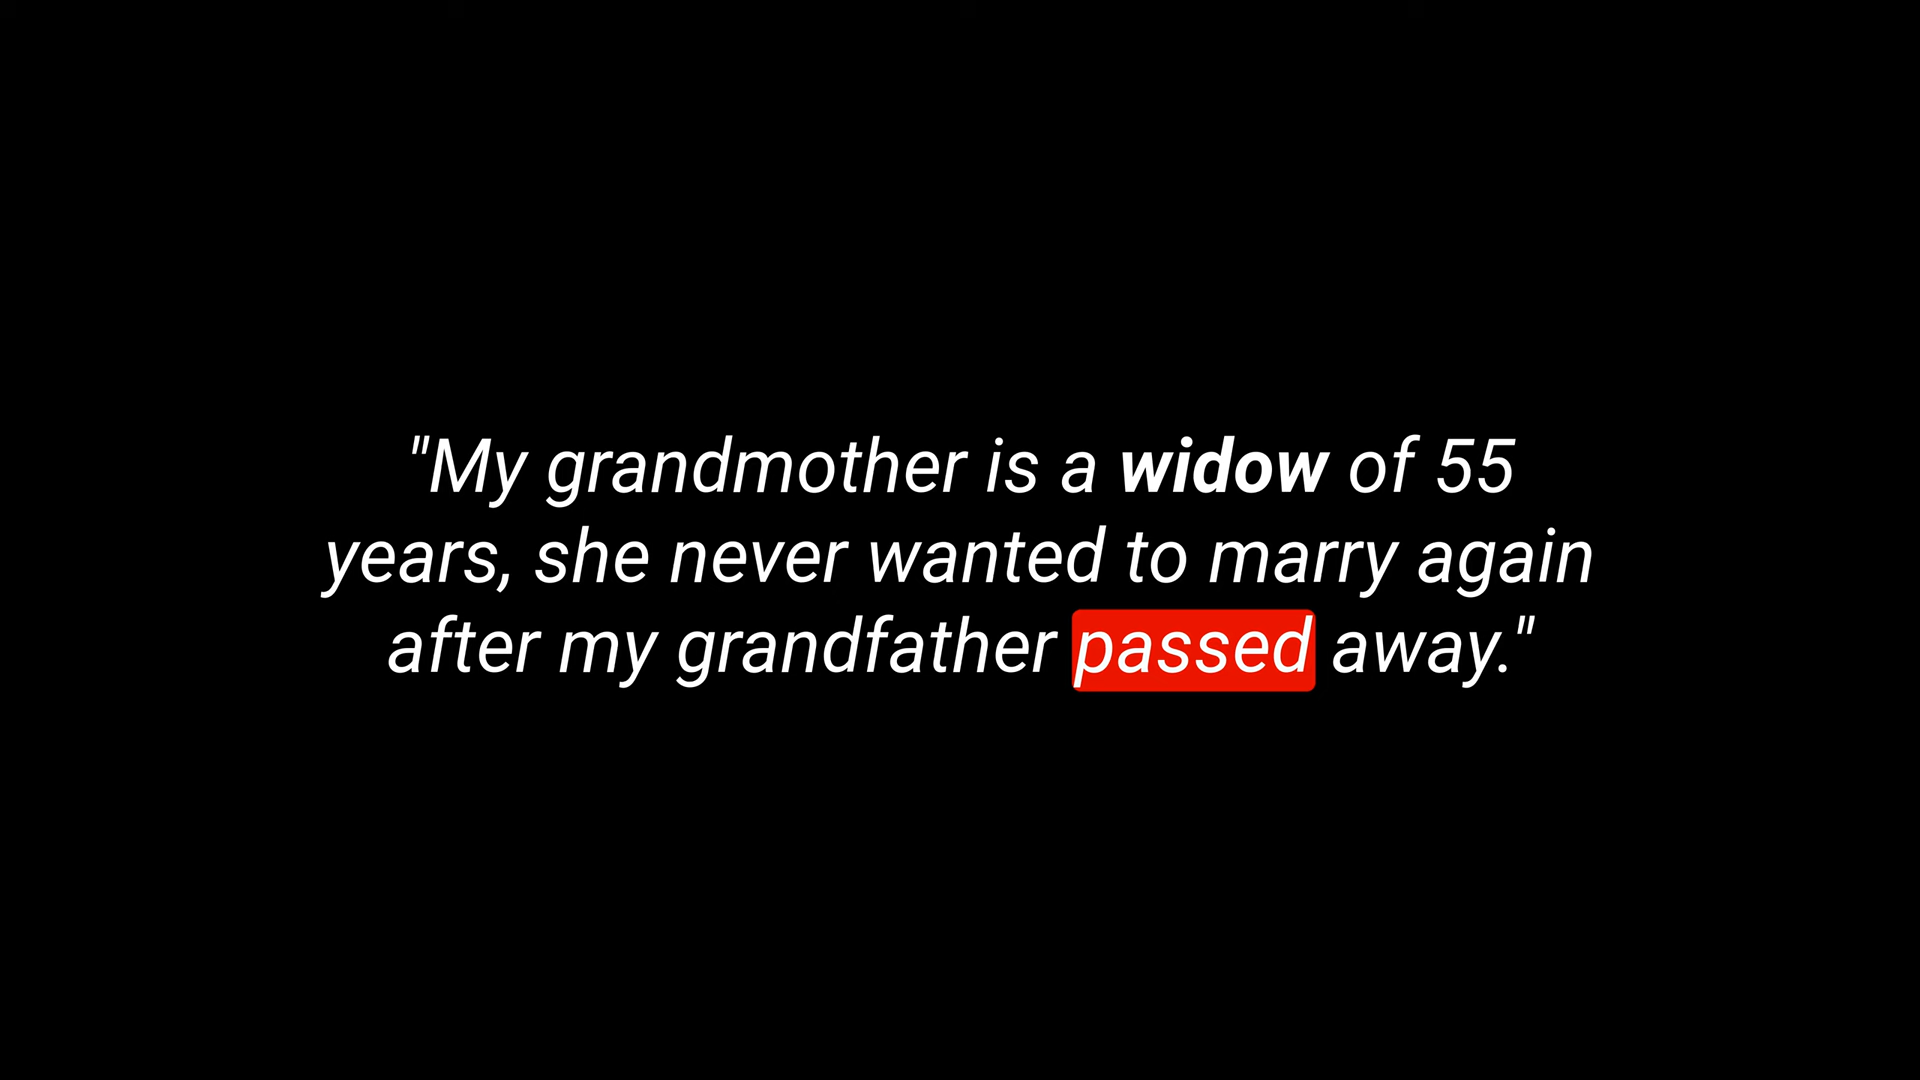 "My grandmother is a widow of 55
years, she never wanted to marry again
after my grandfather passed away."